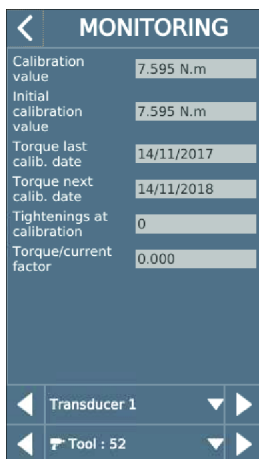 MONITORING
Calibration
value
7.595 N.m
Initial
calibration
value
7.595 N.m
Torque last
calib. date
14/11/2017
Torque next
calib. date
14/11/2018
Tightenings at
calibration
0
Torque/current
factor
0.000
Transducer 1
Tool : 52